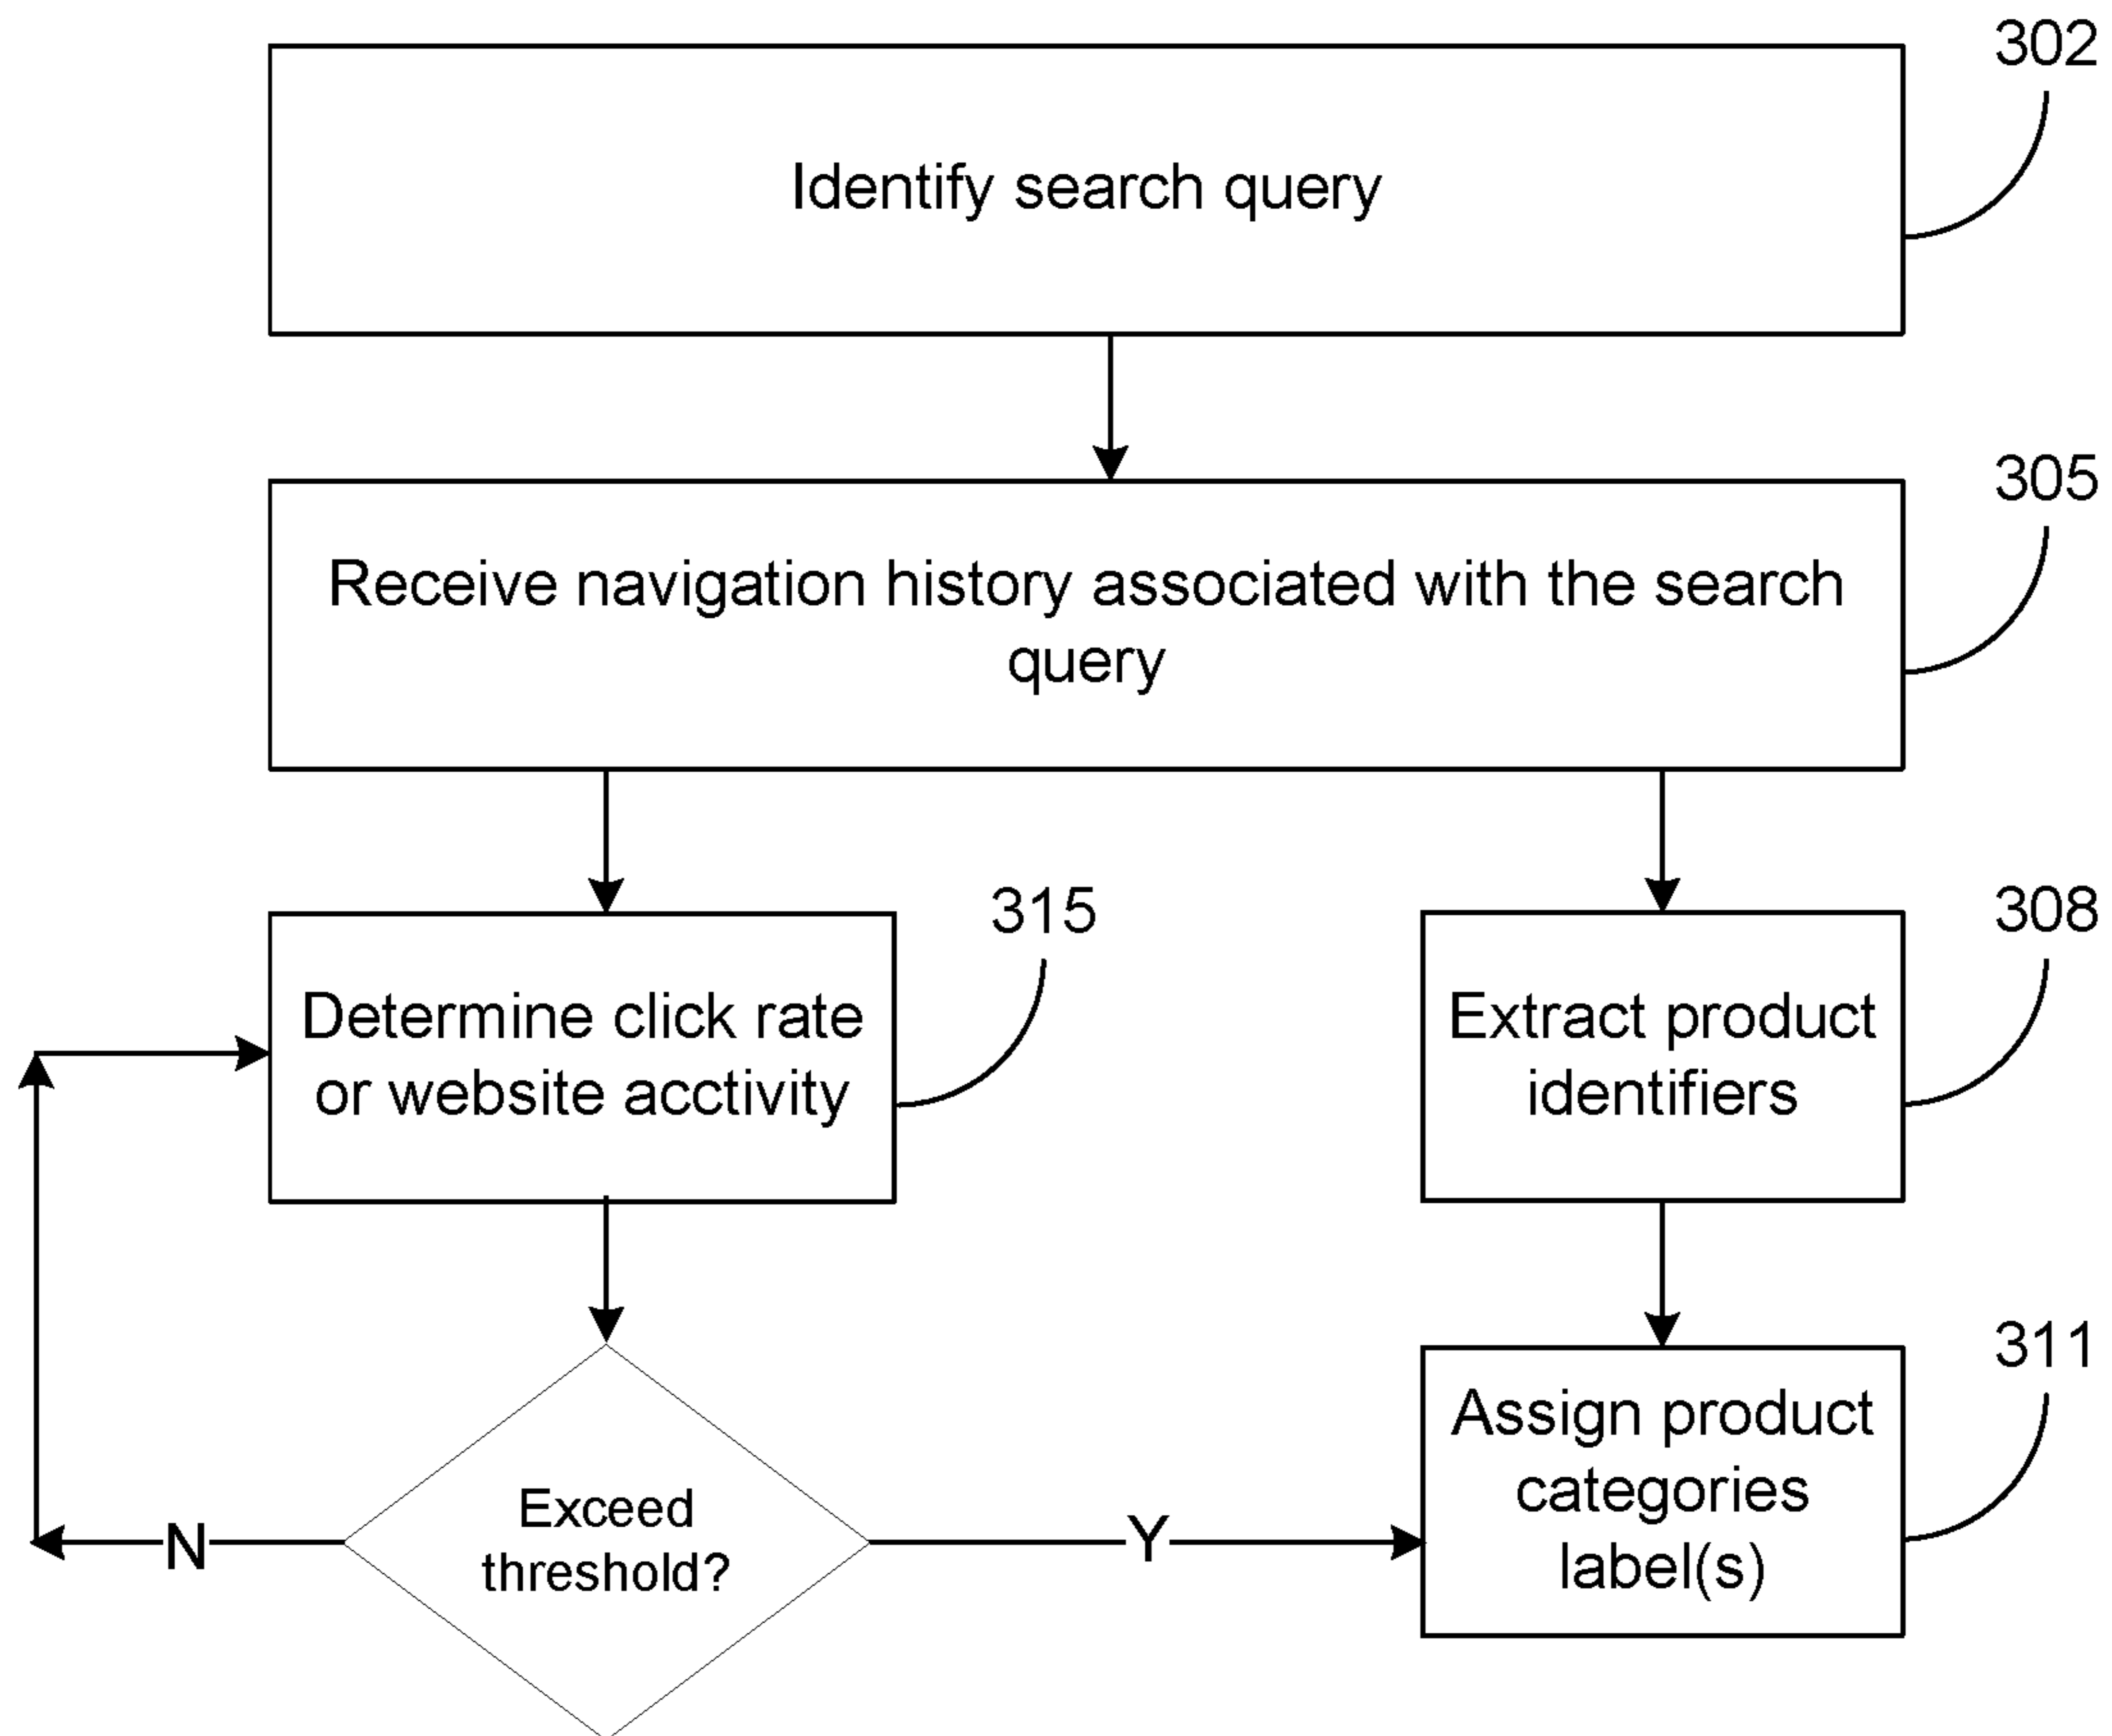 302
Identify search query
305
Receive navigation history associated with the search
query
315
Determine click rate
or website acctivity
308
Extract product
identifiers
311
Assign product
categories
label(s)
Exceed
threshold?
N
Y